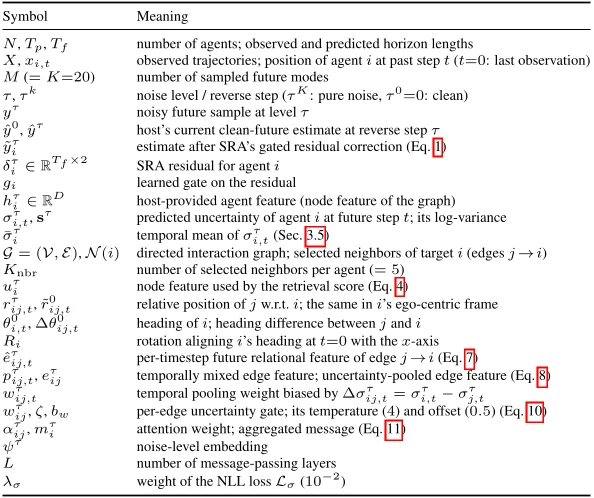 Symbol Meaning
N, T_p, T_f number of agents; observed and predicted horizon lengths
X, x_{i,t} observed trajectories; position of agent i at past step t (t=0: last observation)
M (= K=20) number of sampled future modes
τ, τ^k noise level / reverse step (τ^K: pure noise, τ^0=0: clean)
y^τ noisy future sample at level τ
ŷ^0, ŷ^τ host's current clean-future estimate at reverse step τ
ỹ_i^τ estimate after SRA's gated residual correction (Eq. 1)
δ_i^τ ∈ ℝ^{T_f×2} SRA residual for agent i
g_i learned gate on the residual
h_i^τ ∈ ℝ^D host-provided agent feature (node feature of the graph)
σ_{i,t}^τ, s^τ predicted uncertainty of agent i at future step t; its log-variance
σ̄_i^τ temporal mean of σ_{i,t}^τ (Sec. 3.5)
𝒢 = (𝒱, ℰ), 𝒩(i) directed interaction graph; selected neighbors of target i (edges j→i)
K_nbr number of selected neighbors per agent (= 5)
u_i^τ node feature used by the retrieval score (Eq. 4)
r_{ij,t}^τ, r̃_{ij,t}^0 relative position of j w.r.t. i; the same in i's ego-centric frame
θ_{i,t}^0, Δθ_{ij,t}^0 heading of i; heading difference between j and i
R_i rotation aligning i's heading at t=0 with the x-axis
ê_{ij,t}^τ per-timestep future relational feature of edge j→i (Eq. 7)
p_{ij,t}^τ, e_{ij}^τ temporally mixed edge feature; uncertainty-pooled edge feature (Eq. 8)
w_{ij,t}^τ temporal pooling weight biased by Δσ_{ij,t}^τ = σ_{i,t}^τ − σ_{j,t}^τ
w_{ij}^τ, ζ, b_w per-edge uncertainty gate; its temperature (4) and offset (0.5) (Eq. 10)
α_{ij}^τ, m_i^τ attention weight; aggregated message (Eq. 11)
ψ^τ noise-level embedding
L number of message-passing layers
λ_σ weight of the NLL loss ℒ_σ (10^{−2})